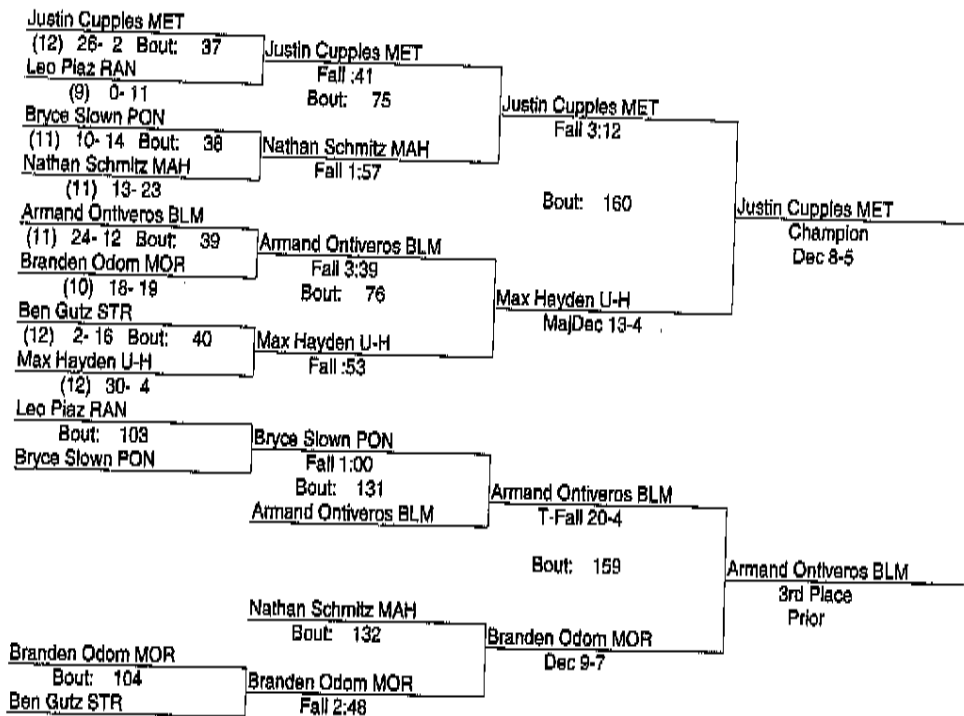 Justin Cupples MET
(12) 26- 2 Bout: 37
Leo Piaz RAN
(9) 0- 11
Justin Cupples MET
Fall :41
Bout: 75
Bryce Slown PON
(11) 10- 14 Bout: 38
Nathan Schmitz MAH
(11) 13- 23
Nathan Schmitz MAH
Fall 1:57
Justin Cupples MET
Fall 3:12
Bout: 160
Armand Ontiveros BLM
(11) 24- 12 Bout: 39
Branden Odom MOR
(10) 18- 19
Armand Ontiveros BLM
Fall 3:39
Bout: 76
Ben Gutz STR
(12) 2- 16 Bout: 40
Max Hayden U-H
(12) 30- 4
Max Hayden U-H
Fall :53
Max Hayden U-H
MajDec 13-4
Justin Cupples MET
Champion
Dec 8-5
Leo Piaz RAN
Bout: 103
Bryce Slown PON
Bryce Slown PON
Fall 1:00
Bout: 131
Armand Ontiveros BLM
Armand Ontiveros BLM
T-Fall 20-4
Bout: 159
Nathan Schmitz MAH
Bout: 132
Branden Odom MOR
Bout: 104
Ben Gutz STR
Branden Odom MOR
Fall 2:48
Branden Odom MOR
Dec 9-7
Armand Ontiveros BLM
3rd Place
Prior